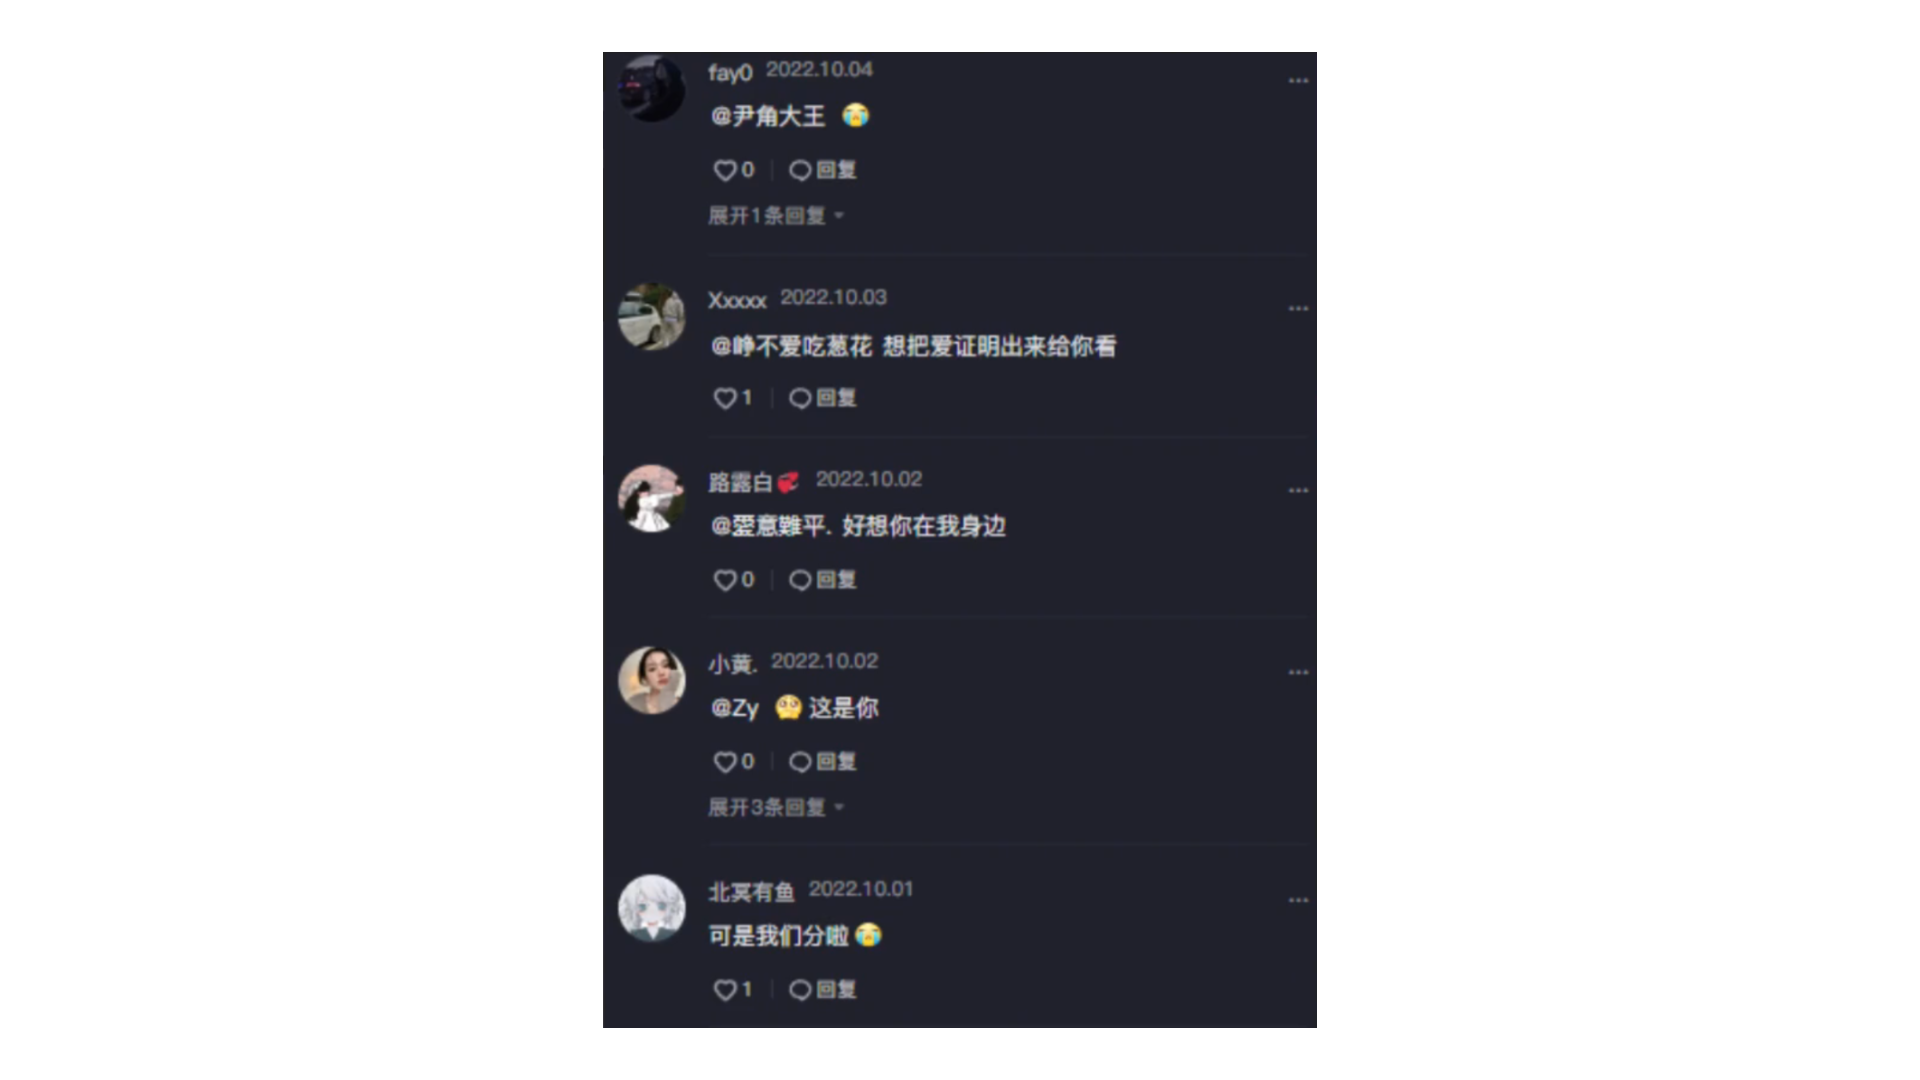 fay0 2022.10.04
@尹角大王 😭
0 回复
展开1条回复
Xxxxx 2022.10.03
@峥不爱吃葱花 想把爱证明出来给你看
1 回复
路露白💞 2022.10.02
@愛意難平. 好想你在我身边
0 回复
小黄. 2022.10.02
@Zy 🥺 这是你
0 回复
展开3条回复
北冥有鱼 2022.10.01
可是我们分啦😭
1 回复